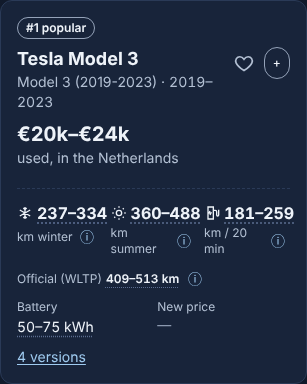 #1 popular
Tesla Model 3
+
Model 3 (2019-2023) · 2019–
2023
€20k–€24k
used, in the Netherlands
237–334 360–488 181–259
km winter i km summer i km / 20 min i
Official (WLTP) 409–513 km i
Battery New price
50–75 kWh —
4 versions